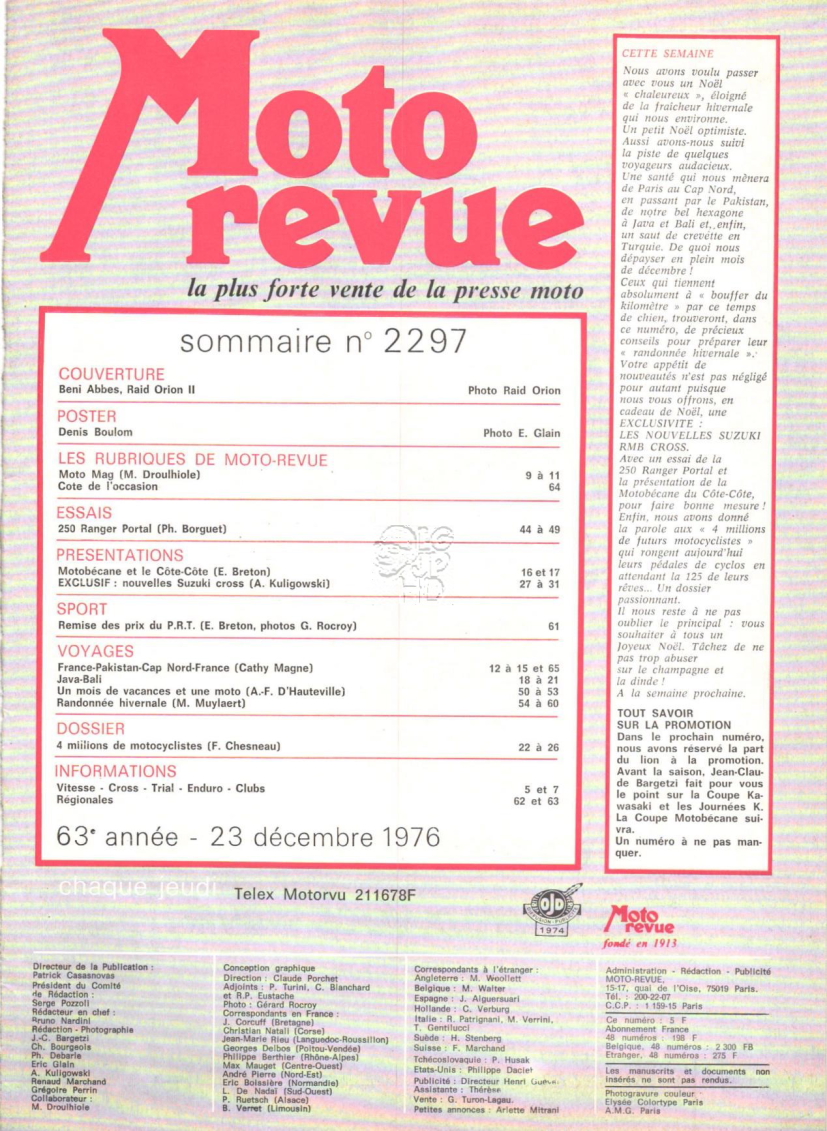 Moto
revue
la plus forte vente de la presse moto
sommaire n° 2297
COUVERTURE
Beni Abbes, Raid Orion II Photo Raid Orion
POSTER
Denis Boulom Photo E. Glain
LES RUBRIQUES DE MOTO-REVUE
Moto Mag (M. Droulhiole) 9 à 11
Cote de l'occasion 64
ESSAIS
250 Ranger Portal (Ph. Borguet) 44 à 49
PRESENTATIONS
Motobécane et le Côte-Côte (E. Breton) 16 et 17
EXCLUSIF : nouvelles Suzuki cross (A. Kuligowski) 27 à 31
SPORT
Remise des prix du P.R.T. (E. Breton, photos G. Rocroy) 61
VOYAGES
France-Pakistan-Cap Nord-France (Cathy Magne) 12 à 15 et 65
Java-Bali 18 à 21
Un mois de vacances et une moto (A.-F. D'Hauteville) 50 à 53
Randonnée hivernale (M. Muylaert) 54 à 60
DOSSIER
4 millions de motocyclistes (F. Chesneau) 22 à 26
INFORMATIONS
Vitesse - Cross - Trial - Enduro - Clubs 5 et 7
Régionales 62 et 63
63e année - 23 décembre 1976
chaque jeudi
Telex Motorvu 211678F
CETTE SEMAINE
Nous avons voulu passer
avec vous un Noël
« chaleureux », éloigné
de la fraîcheur hivernale
qui nous environne.
Un petit Noël optimiste.
Aussi avons-nous suivi
la piste de quelques
voyageurs audacieux.
Une santé qui nous mènera
de Paris au Cap Nord,
en passant par le Pakistan,
de notre bel hexagone
à Java et Bali et, enfin,
un saut de crevette en
Turquie. De quoi nous
dépayser en plein mois
de décembre !
Ceux qui tiennent
absolument à « bouffer du
kilomètre » par ce temps
de chien, trouveront, dans
ce numéro, de précieux
conseils pour préparer leur
« randonnée hivernale ».
Votre appétit de
nouveautés n'est pas négligé
pour autant puisque
nous vous offrons, en
cadeau de Noël, une
EXCLUSIVITE :
LES NOUVELLES SUZUKI
RMB CROSS.
Avec un essai de la
250 Ranger Portal et
la présentation de la
Motobécane du Côte-Côte,
pour faire bonne mesure !
Enfin, nous avons donné
la parole aux « 4 millions
de futurs motocyclistes »
qui rongent aujourd'hui
leurs pédales de cyclos en
attendant la 125 de leurs
rêves... Un dossier
passionnant.
Il nous reste à ne pas
oublier le principal : vous
souhaiter à tous un
Joyeux Noël. Tâchez de ne
pas trop abuser
sur le champagne et
la dinde !
A la semaine prochaine.
TOUT SAVOIR
SUR LA PROMOTION
Dans le prochain numéro,
nous avons réservé la part
du lion à la promotion.
Avant la saison, Jean-Clau-
de Bargetzi fait pour vous
le point sur la Coupe Ka-
wasaki et les Journées K.
La Coupe Motobécane sui-
vra.
Un numéro à ne pas man-
quer.
OJD
1974
Moto
revue
fondé en 1913
Directeur de la Publication :
Patrick Casasnovas
Président du Comité
de Rédaction :
Serge Pozzoli
Rédacteur en chef :
Bruno Nardini
Rédaction - Photographie
J.-C. Bargetzi
Ch. Bourgeois
Ph. Debarle
Eric Glain
A. Kuligowski
Renaud Marchand
Grégoire Perrin
Collaborateur :
M. Droulhiole
Conception graphique
Direction : Claude Porchet
Adjoints : P. Turini, C. Blanchard
et R.P. Eustache
Photo : Gérard Rocroy
Correspondants en France :
J. Corcuff (Bretagne)
Christian Natali (Corse)
Jean-Marie Rieu (Languedoc-Roussillon)
Georges Delbos (Poitou-Vendée)
Philippe Berthier (Rhône-Alpes)
Max Mauget (Centre-Ouest)
André Pierre (Nord-Est)
Eric Boissière (Normandie)
L. De Nadaï (Sud-Ouest)
P. Ruetsch (Alsace)
B. Verret (Limousin)
Correspondants à l'étranger :
Angleterre : M. Woollett
Belgique : M. Walter
Espagne : J. Alguersuari
Hollande : C. Verburg
Italie : R. Patrignani, M. Verrini,
T. Gentilucci
Suède : H. Stenberg
Suisse : F. Marchand
Tchécoslovaquie : P. Husak
Etats-Unis : Philippe Daciet
Publicité : Directeur Henri
Assistante : Thérèse
Vente : G. Turon-Lagau.
Petites annonces : Arlette Mitrani
Administration - Rédaction - Publicité
MOTO-REVUE,
15-17, quai de l'Oise, 75019 Paris.
Tél. : 200-22-07
C.C.P. : 1 159-15 Paris
Ce numéro : 5 F
Abonnement France
48 numéros : 198 F
Belgique, 48 numéros : 2 300 FB
Etranger, 48 numéros : 275 F
Les manuscrits et documents non
insérés ne sont pas rendus.
Photogravure couleur
Elysée Colortype Paris
A.M.G. Paris